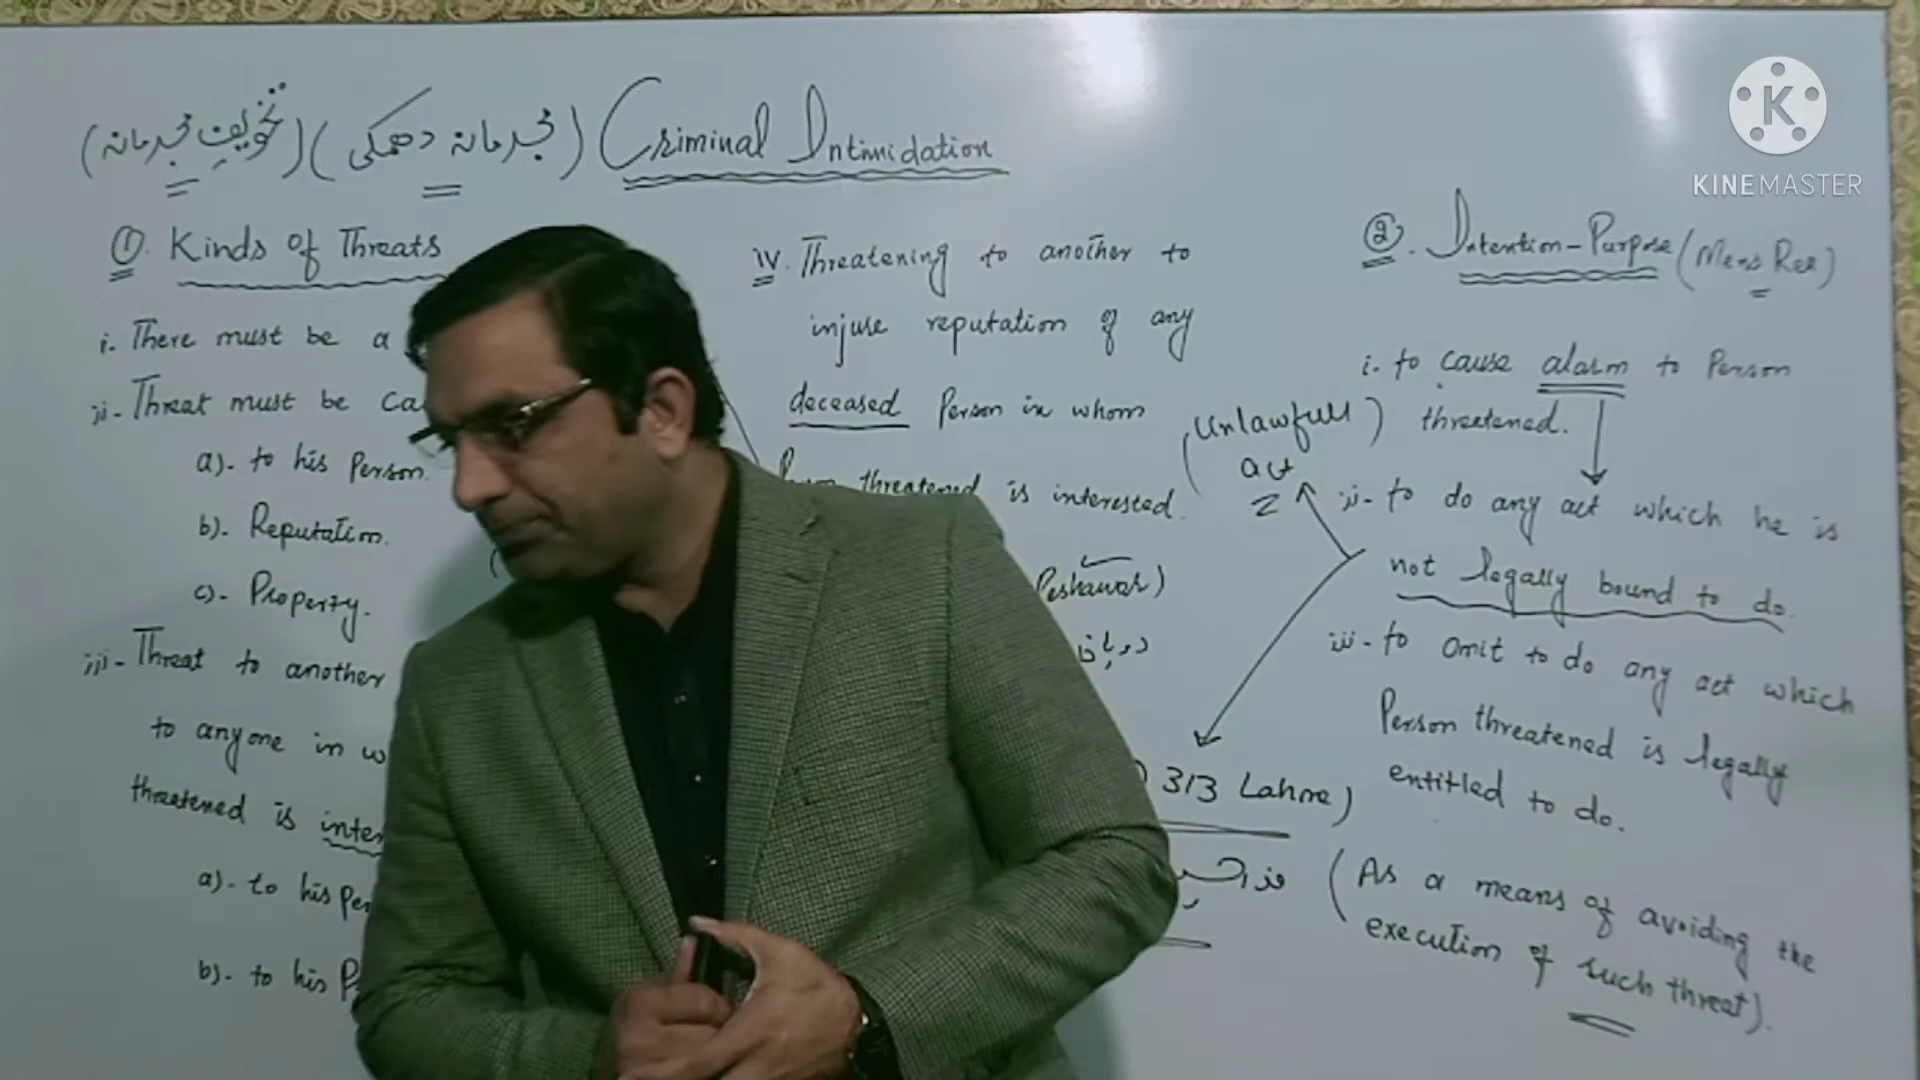 Criminal Intimidation (مجرمانہ دھمکی) (تخویفِ مجرمانہ)
①. Kinds of Threats
i. There must be a
ii- Threat must be
a)- to his Person.
b)- Reputation.
c)- Property.
iii- Threat to another
to anyone in
threatened is
a)- to his
b)- to his
iv. Threatening to another to
injure reputation of any
deceased Person in whom
Person threatened is interested.
Peshawar)
313 Lahore)
②. Intention-Purpose (Mens Rea)
i. to cause alarm to Person
threatened.
(Unlawfull)
act
ii- to do any act which he is
not legally bound to do.
iii- to omit to do any act which
Person threatened is legally
entitled to do.
(As a means of avoiding the
execution of such threat).
K
KINEMASTER